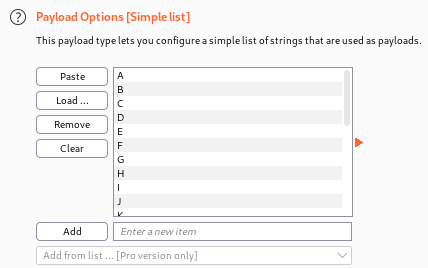 ? Payload Options [Simple list]
This payload type lets you configure a simple list of strings that are used as payloads.
Paste
Load ...
Remove
Clear
A
B
C
D
E
F
G
H
I
J
K
Add
Enter a new item
Add from list ... [Pro version only]